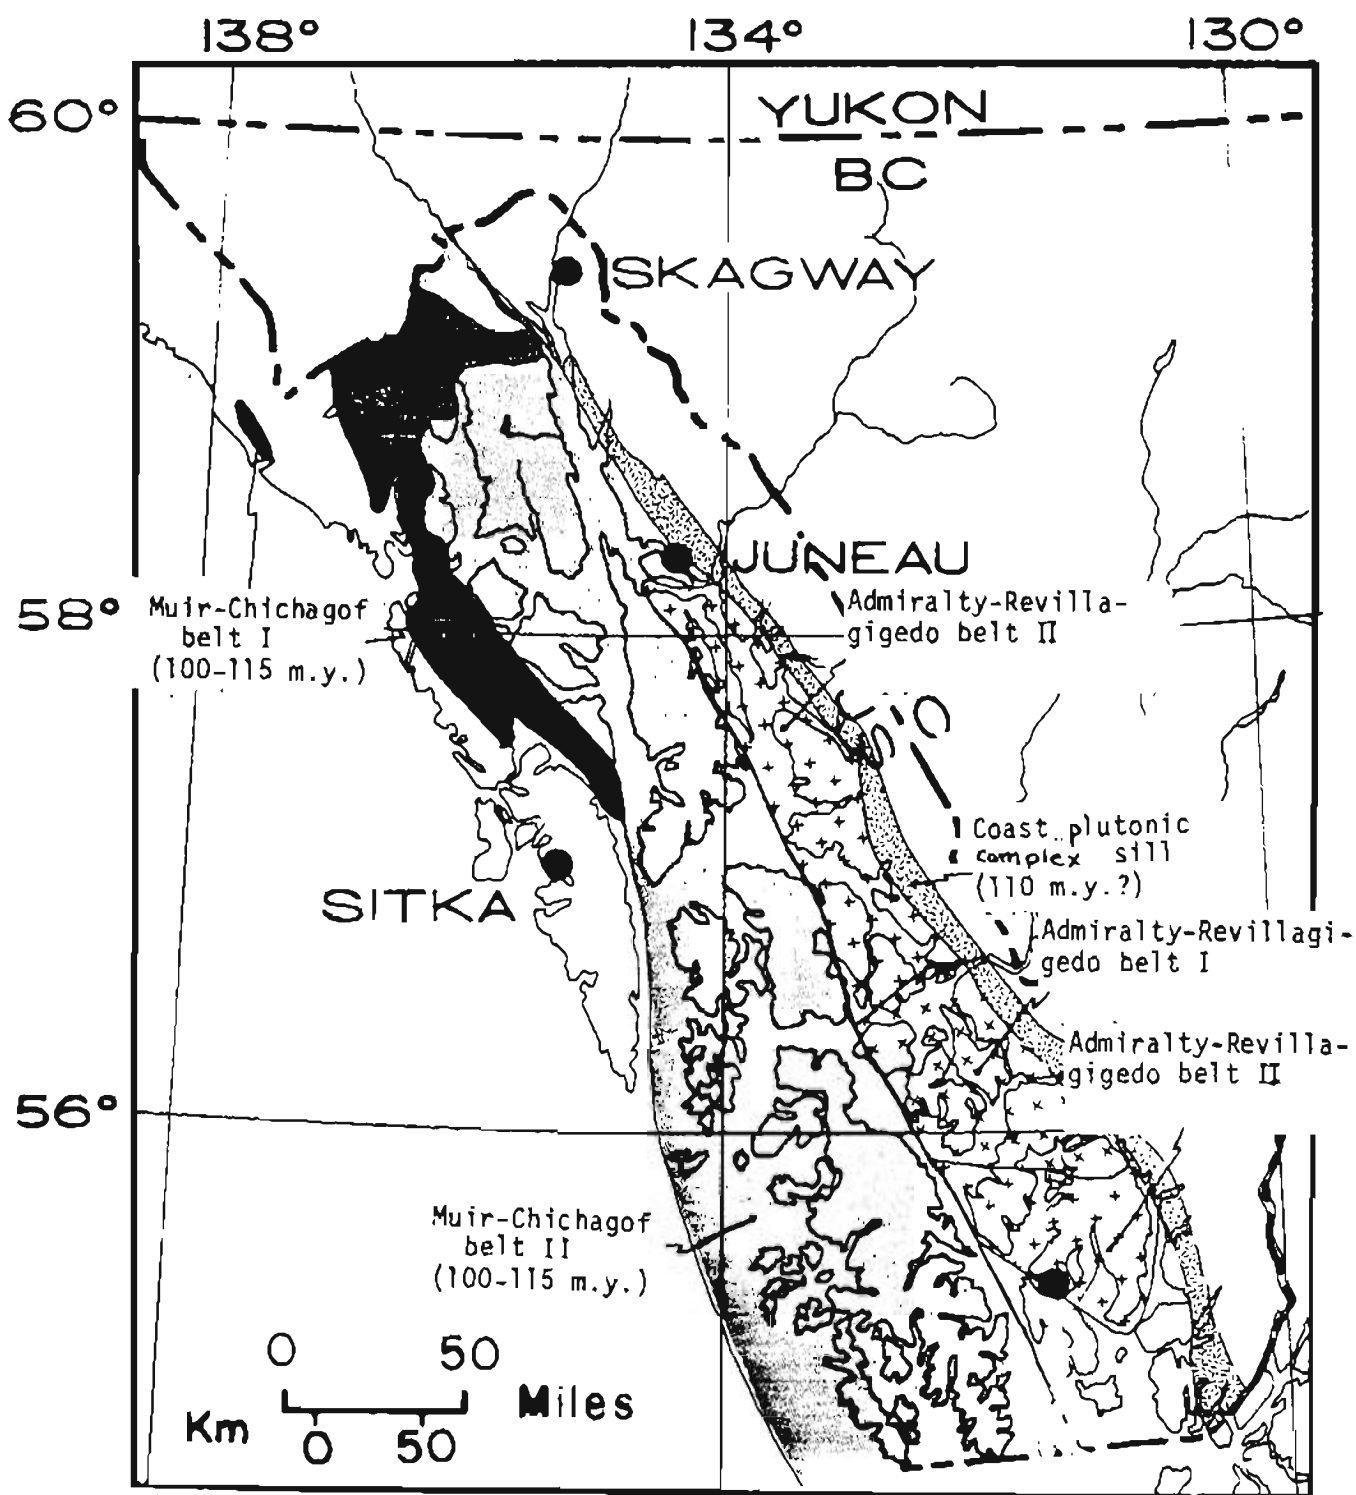 138° 134° 130°
60°
YUKON
BC
SKAGWAY
JUNEAU
58°
Muir-Chichagof
belt I
(100-115 m.y.)
Admiralty-Revilla-
gigedo belt II
Coast plutonic
complex sill
(110 m.y.?)
SITKA
Admiralty-Revillagi-
gedo belt I
Admiralty-Revilla-
gigedo belt II
56°
Muir-Chichagof
belt II
(100-115 m.y.)
0 50
Miles
Km
0 50